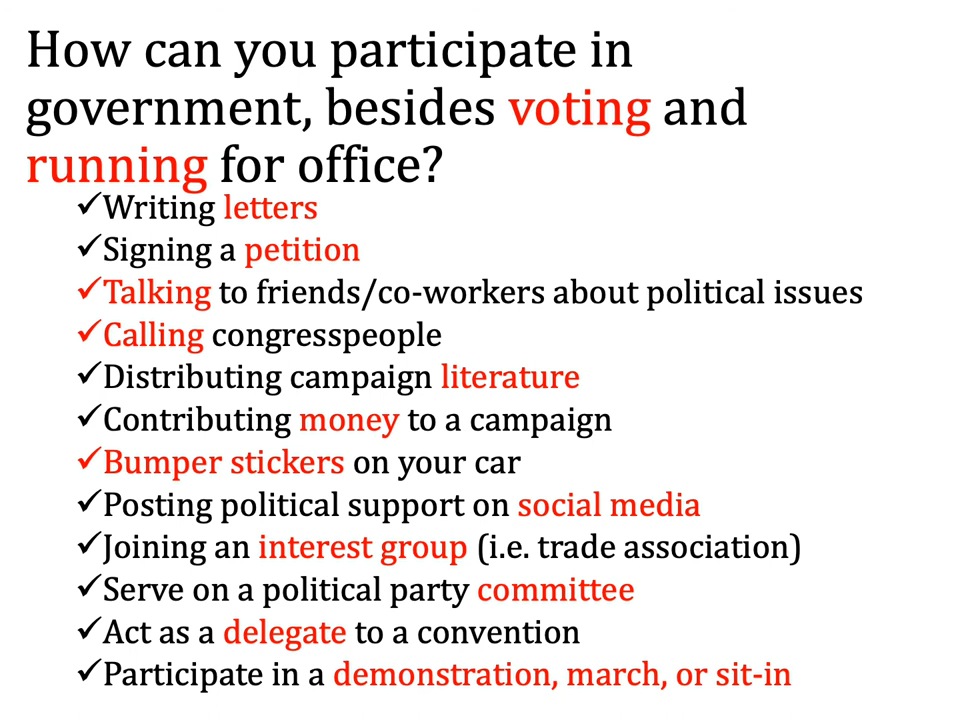 How can you participate in
government, besides voting and
running for office?
✓Writing letters
✓Signing a petition
✓Talking to friends/co-workers about political issues
✓Calling congresspeople
✓Distributing campaign literature
✓Contributing money to a campaign
✓Bumper stickers on your car
✓Posting political support on social media
✓Joining an interest group (i.e. trade association)
✓Serve on a political party committee
✓Act as a delegate to a convention
✓Participate in a demonstration, march, or sit-in